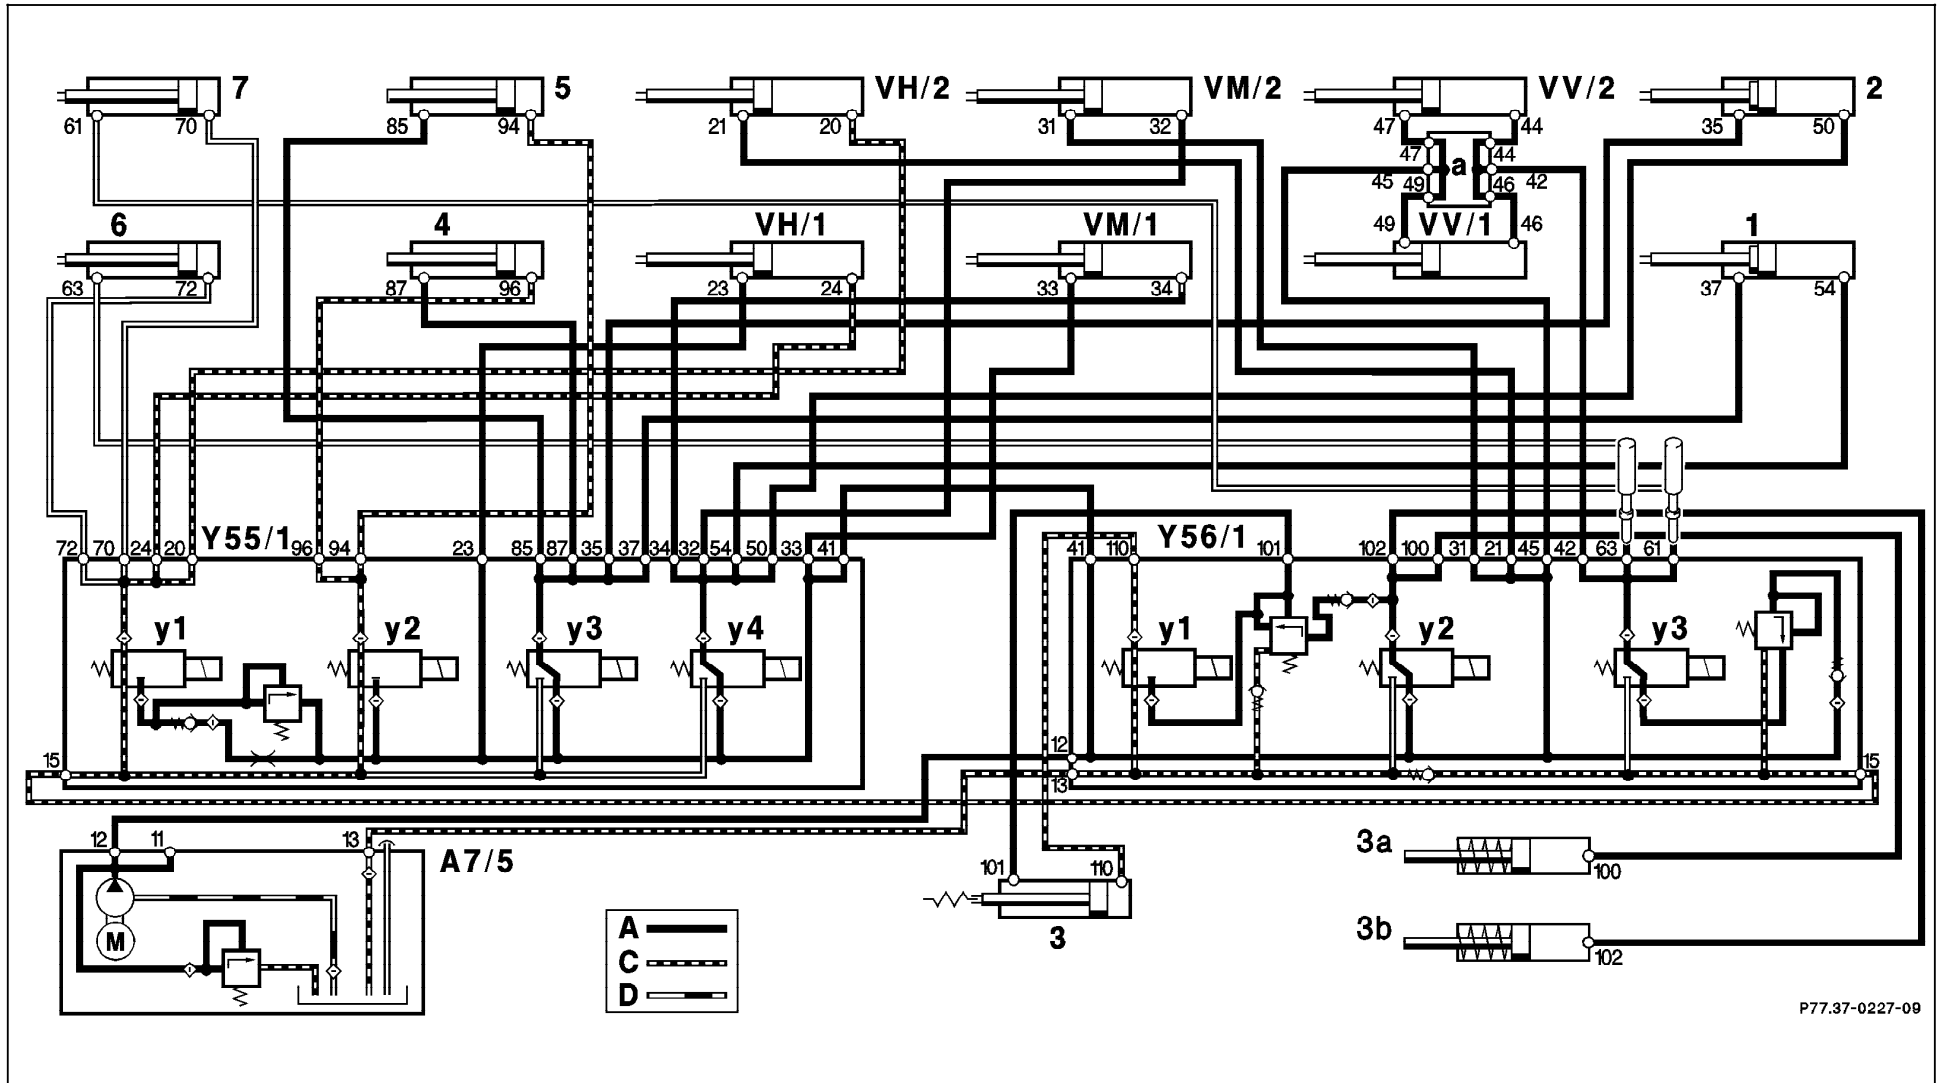 7 5 VH/2 VM/2 VV/2 2
61 70 85 94 21 20 31 32 47 44 35 50
47 a 44
45 49 46 42
6 4 VH/1 VM/1 49 VV/1 46 1
63 72 87 96 23 24 33 34 37 54
72 70 24 20 Y55/1 96 94 23 85 87 35 37 34 32 54 50 33 41 41 110 Y56/1 101 102 100 31 21 45 42 63 61
y1 y2 y3 y4 y1 y2 y3
15 12 15
13
12 11 13 A7/5 3a
101 110 100
M A 3b
C 3 102
D
P77.37-0227-09